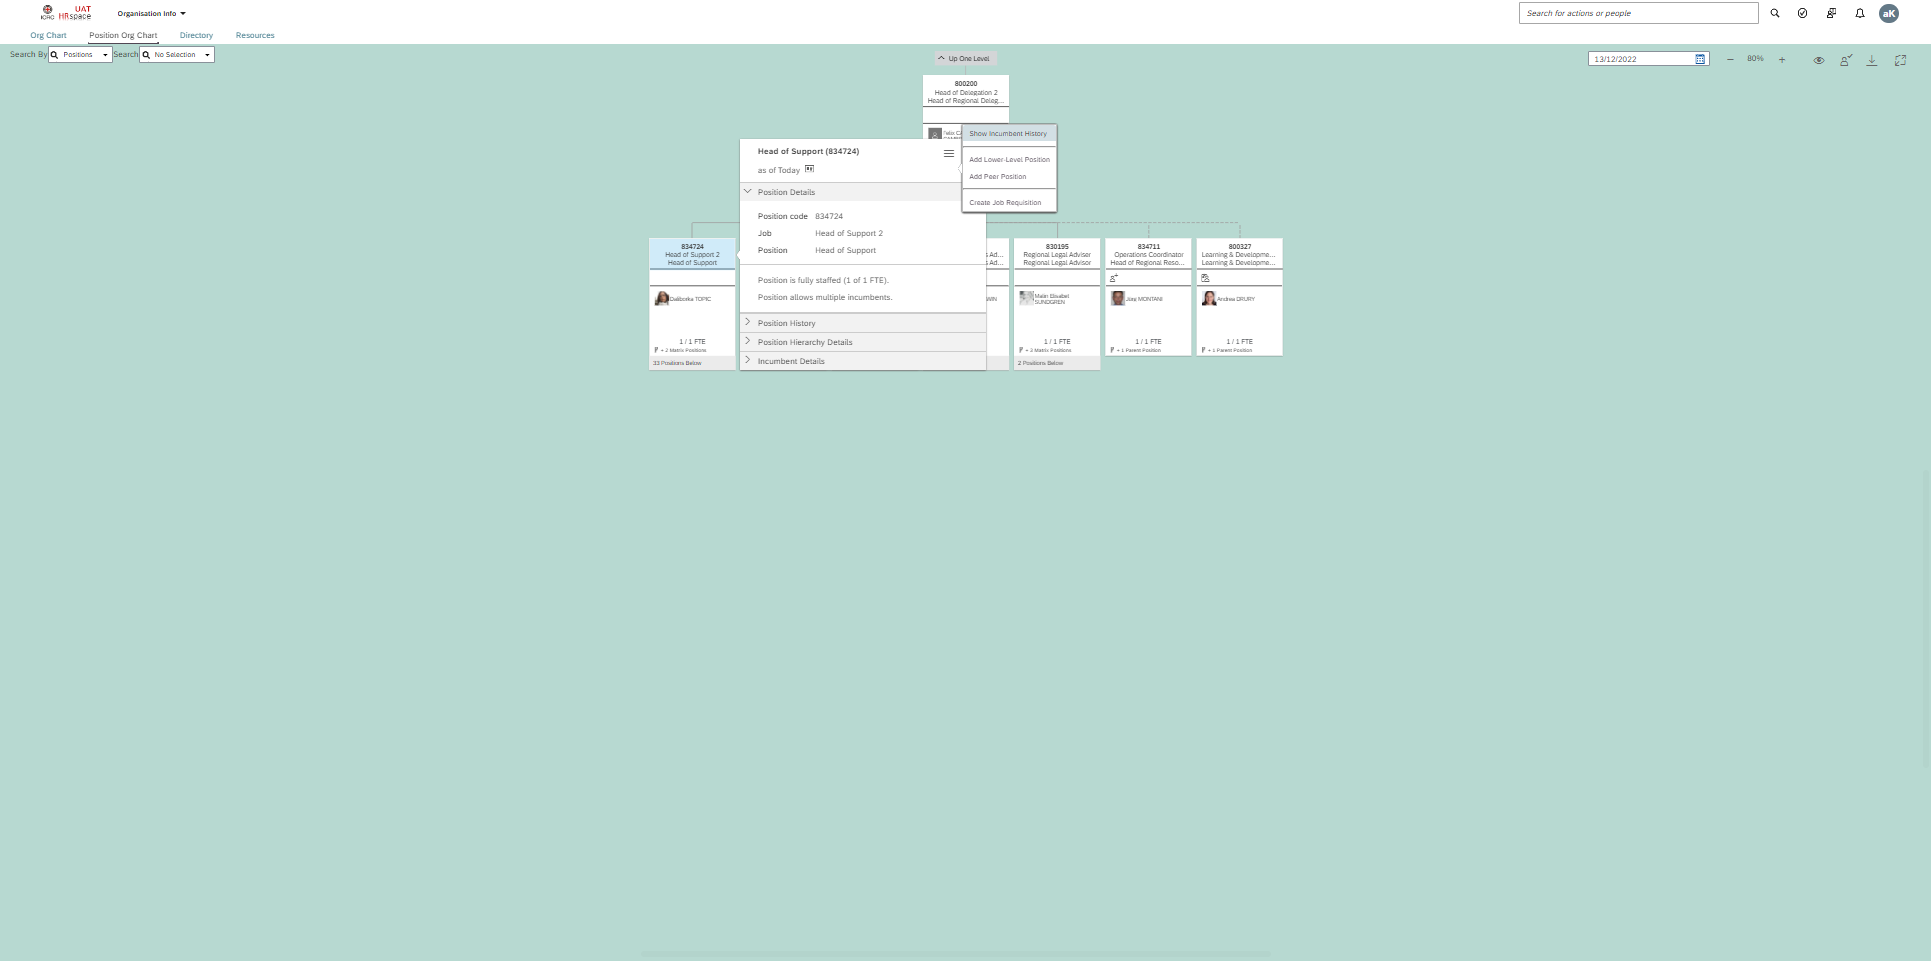 ICRC
UAT
HRspace
Organisation Info
Search for actions or people
aK
Org Chart
Position Org Chart
Directory
Resources
Search By
Positions
Search
No Selection
Up One Level
13/12/2022
80%
800200
Head of Delegation 2
Head of Regional Deleg...
Felix
Show Incumbent History
Add Lower-Level Position
Add Peer Position
Create Job Requisition
Head of Support (834724)
as of Today
Position Details
Position code 834724
Job Head of Support 2
Position Head of Support
Position is fully staffed (1 of 1 FTE).
Position allows multiple incumbents.
Position History
Position Hierarchy Details
Incumbent Details
834724
Head of Support 2
Head of Support
Daliborka TOPIC
1 / 1 FTE
+ 2 Matrix Positions
33 Positions Below
s Ad...
s Ad...
WIN
830195
Regional Legal Adviser
Regional Legal Advisor
Malin Elisabet
SUNDGREN
1 / 1 FTE
+ 3 Matrix Positions
2 Positions Below
834711
Operations Coordinator
Head of Regional Reso...
Jorg MONTANI
1 / 1 FTE
+ 1 Parent Position
800327
Learning & Developme...
Learning & Developme...
Andrea DRURY
1 / 1 FTE
+ 1 Parent Position